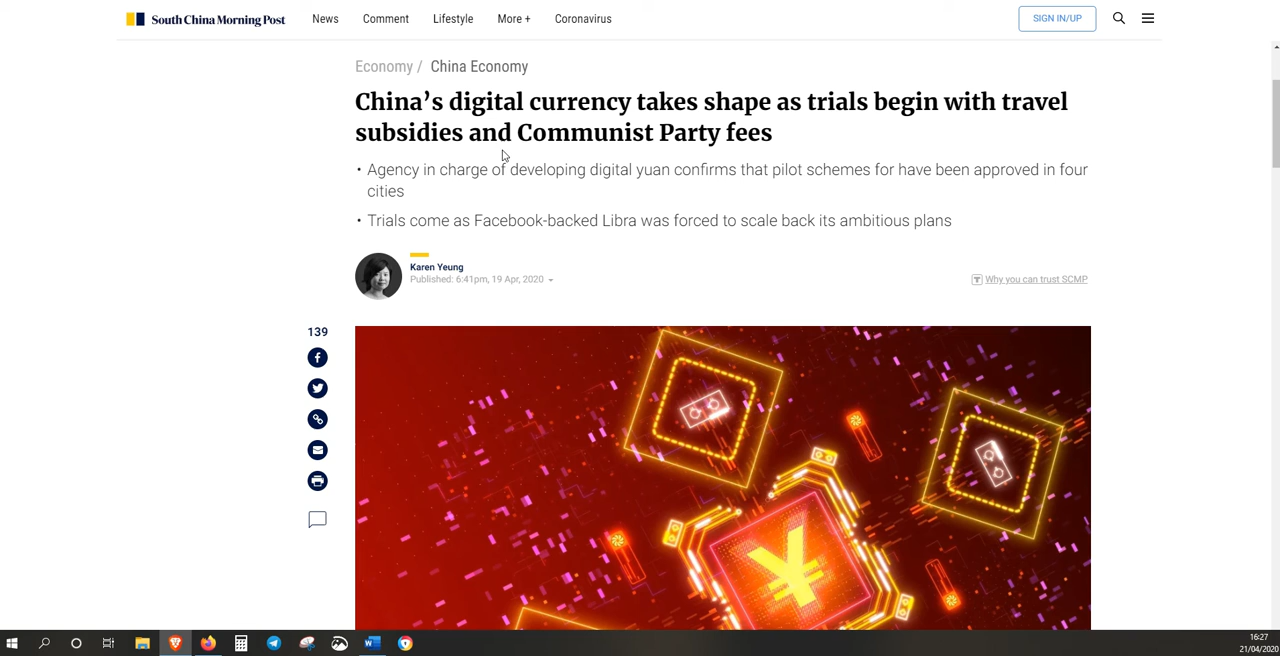 South China Morning Post
News
Comment
Lifestyle
More +
Coronavirus
SIGN IN/UP
Economy / China Economy
China’s digital currency takes shape as trials begin with travel
subsidies and Communist Party fees
• Agency in charge of developing digital yuan confirms that pilot schemes for have been approved in four
cities
• Trials come as Facebook-backed Libra was forced to scale back its ambitious plans
Karen Yeung
Published: 6:41pm, 19 Apr, 2020
Why you can trust SCMP
139
¥
16:27
21/04/2020